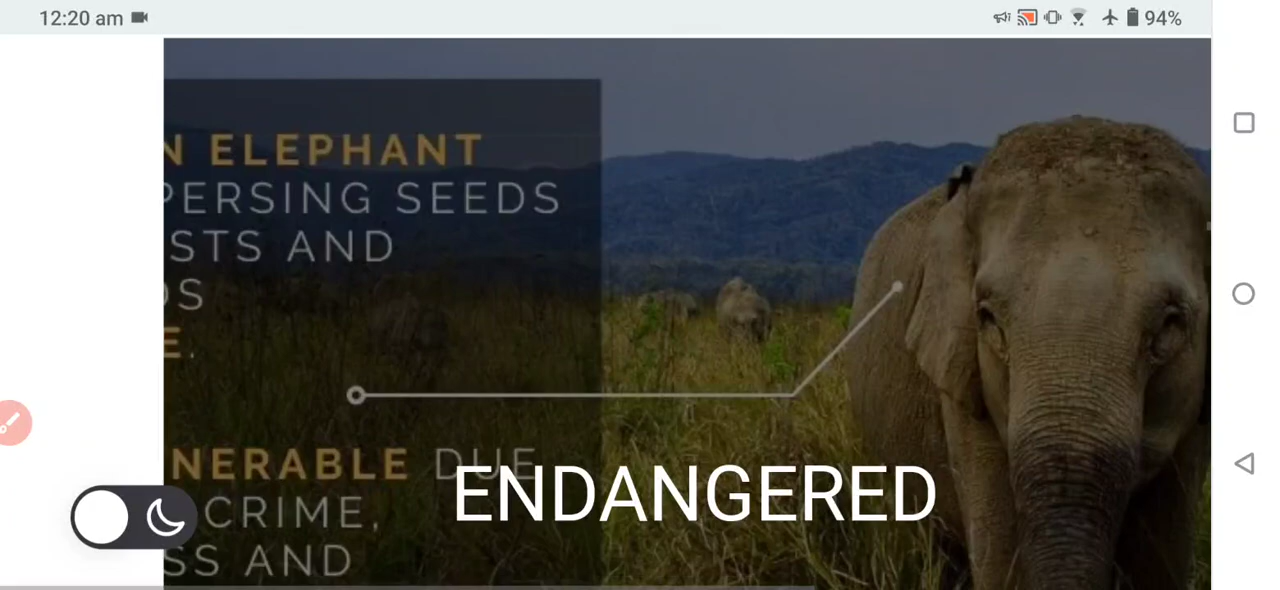 12:20 am
94%
N ELEPHANT
PERSING SEEDS
STS AND
DS
E.
NERABLE DUE
ENDANGERED
CRIME,
SS AND